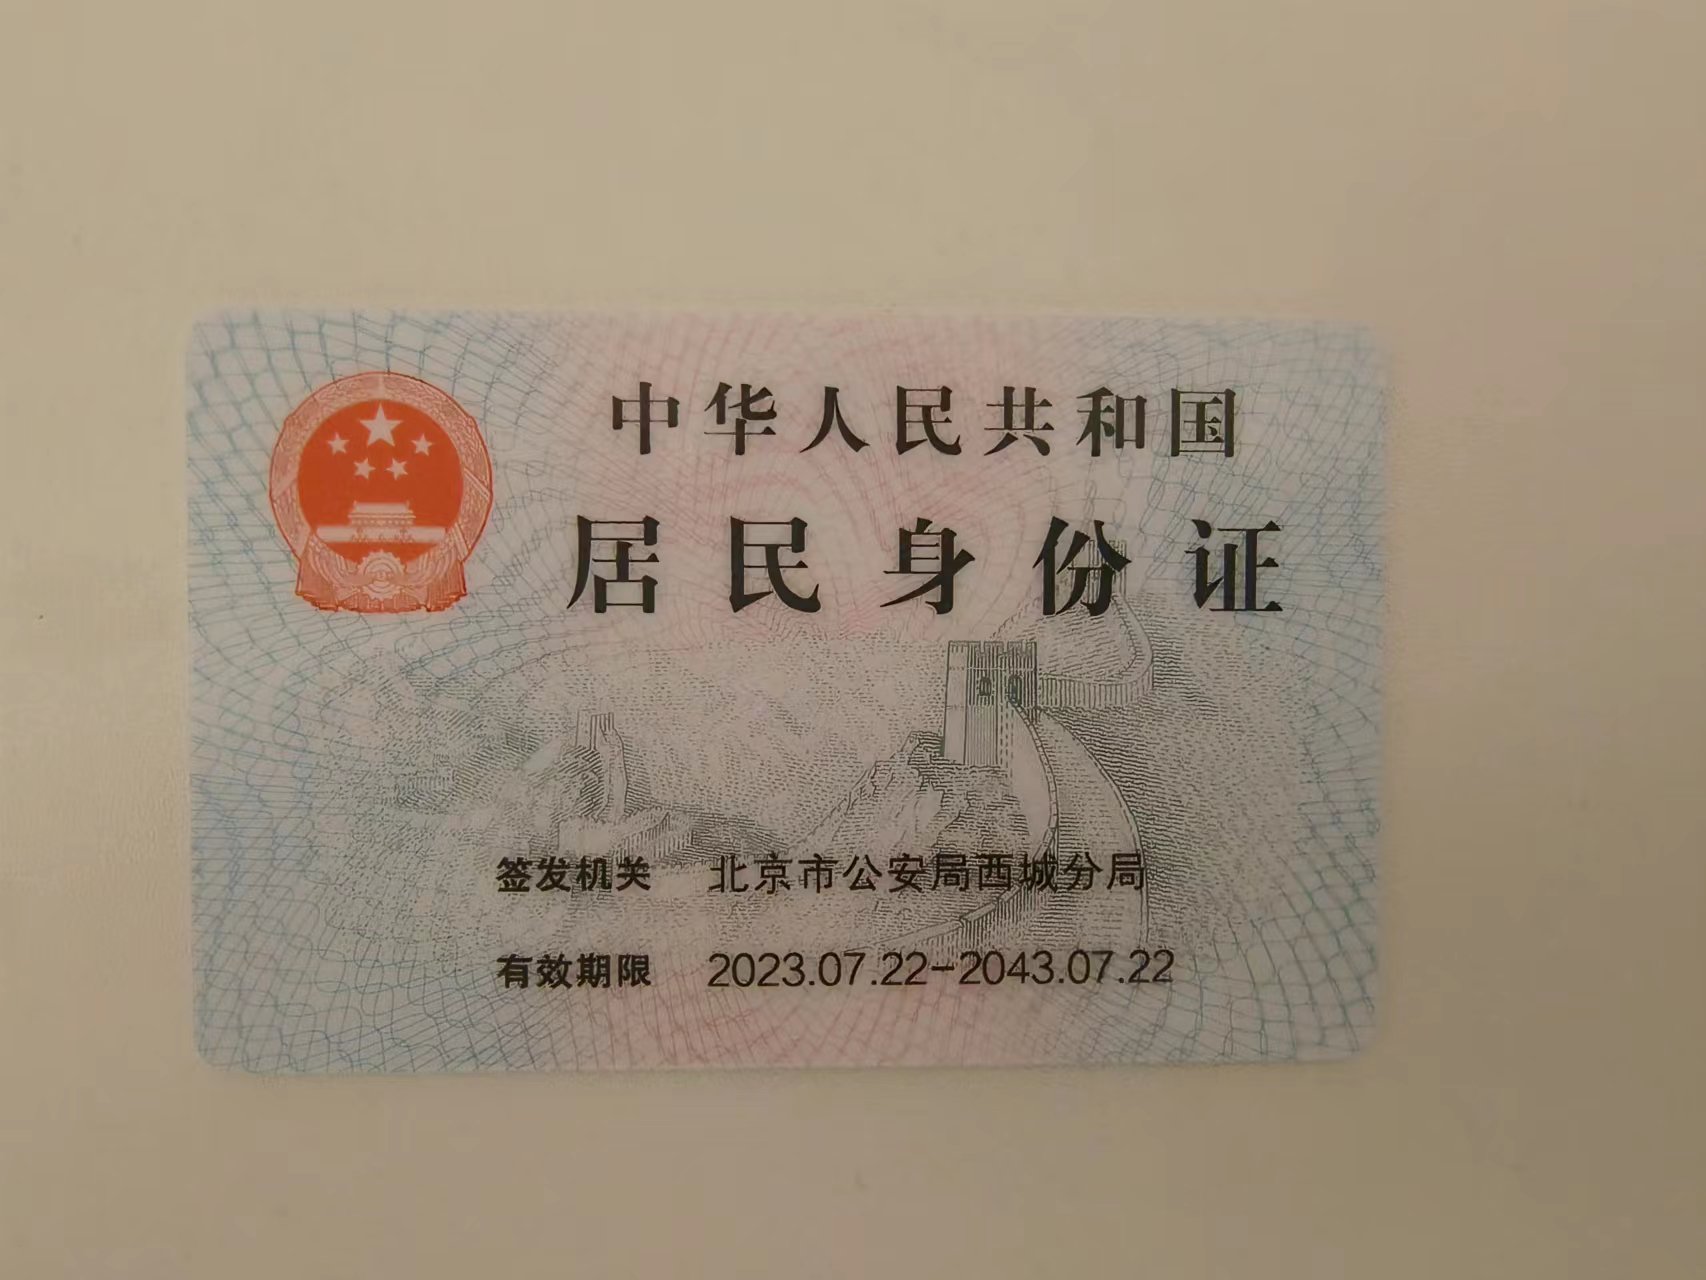 中华人民共和国
居民身份证
签发机关 北京市公安局西城分局
有效期限 2023.07.22-2043.07.22